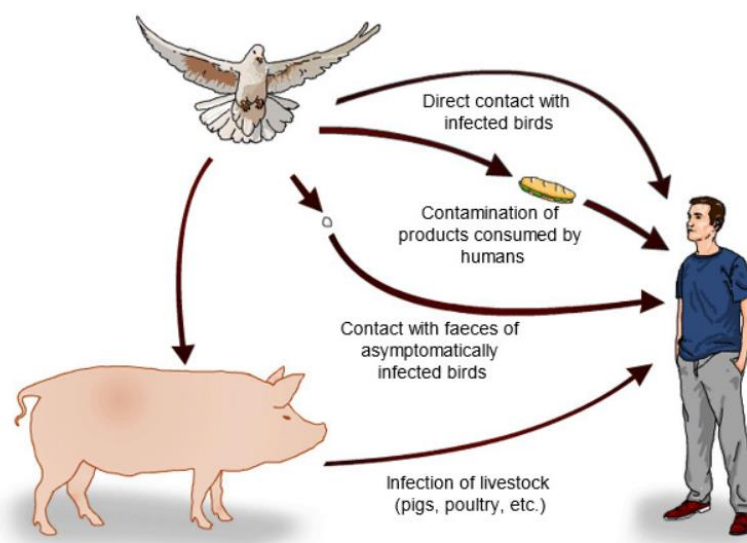 Direct contact with
infected birds
Contamination of
products consumed by
humans
Contact with faeces of
asymptomatically
infected birds
Infection of livestock
(pigs, poultry, etc.)